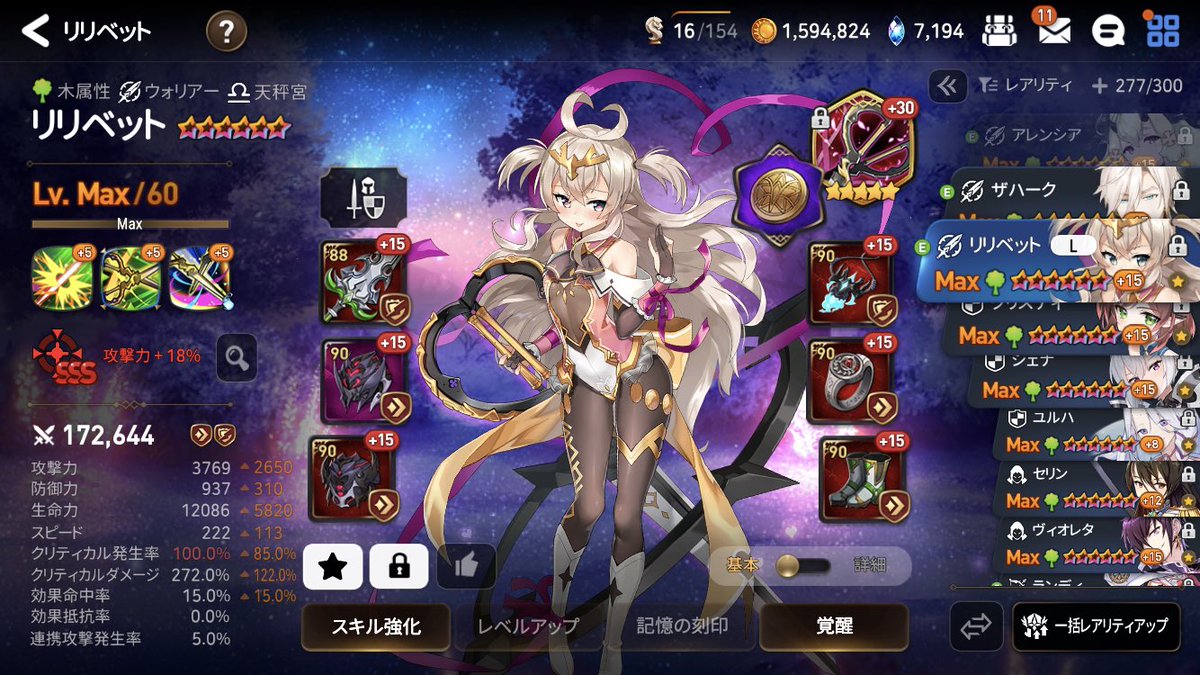 リリベット
?
16/154
1,594,824
7,194
11
木属性 ウォリアー 天秤宮
リリベット
Lv. Max/60
Max
+5 +5 +5
SSS 攻撃力 + 18%
172,644
攻撃力 3769 2650
防御力 937 310
生命力 12086 5820
スピード 222 113
クリティカル発生率 100.0% 85.0%
クリティカルダメージ 272.0% 122.0%
効果命中率 15.0% 15.0%
効果抵抗率 0.0%
連携攻撃発生率 5.0%
88 +15
90 +15
90 +15
+30
90 +15
90 +15
90 +15
基本 詳細
スキル強化
レベルアップ
記憶の刻印
覚醒
レアリティ
277/300
E アレンシア
Max +15
E ザハーク
E リリベット L
Max +15
Max +15
シェナ
Max +15
ユルハ
Max +8
セリン
Max +12
ヴィオレタ
Max +15
ランディ
一括レアリティアップ